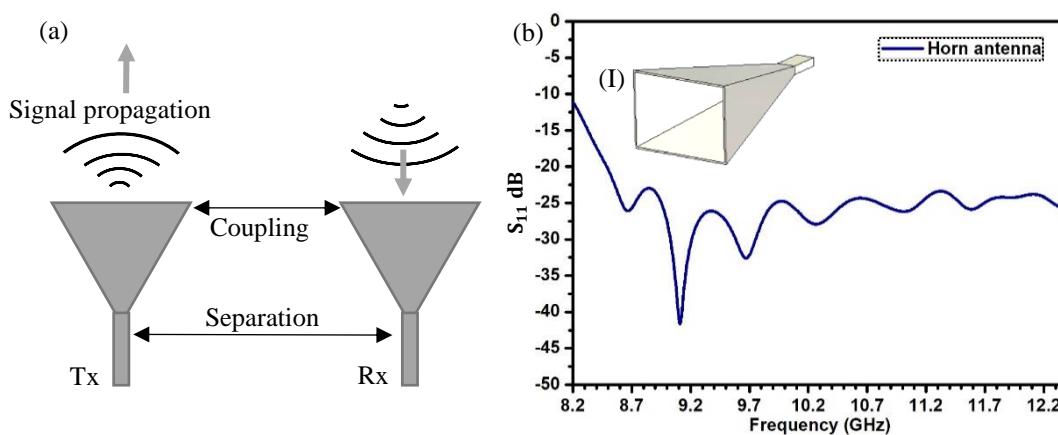 (a)
Signal propagation
Coupling
Separation
Tx
Rx
(b)
0
-5
-10
-15
-20
-25
-30
-35
-40
-45
-50
S₁₁ dB
Horn antenna
(I)
8.2 8.7 9.2 9.7 10.2 10.7 11.2 11.7 12.2
Frequency (GHz)